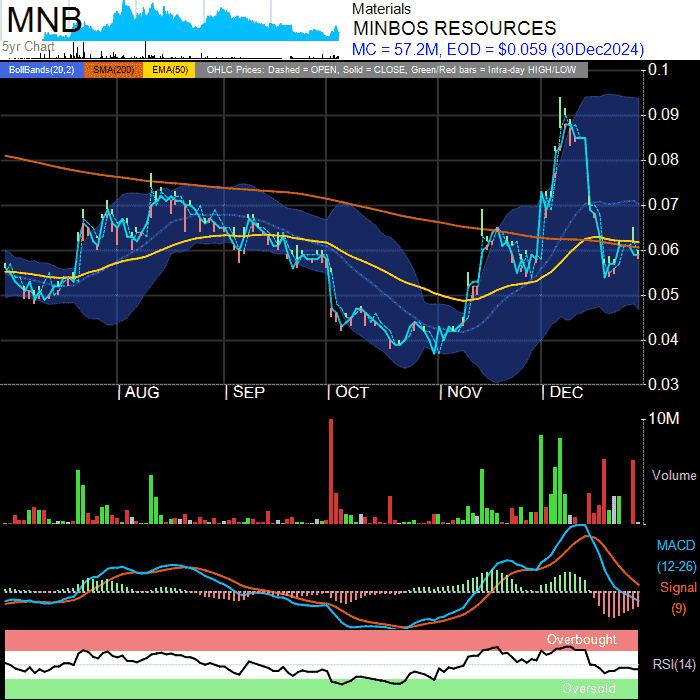 MNB
5yr Chart
Materials
MINBOS RESOURCES
MC = 57.2M, EOD = $0.059 (30Dec2024)
BollBands(20,2) SMA(200) EMA(50) OHLC Prices: Dashed = OPEN, Solid = CLOSE, Green/Red bars = Intra-day HIGH/LOW
0.1
0.09
0.08
0.07
0.06
0.05
0.04
0.03
AUG SEP OCT NOV DEC
10M
Volume
MACD
(12-26)
Signal
(9)
Overbought
RSI(14)
Oversold